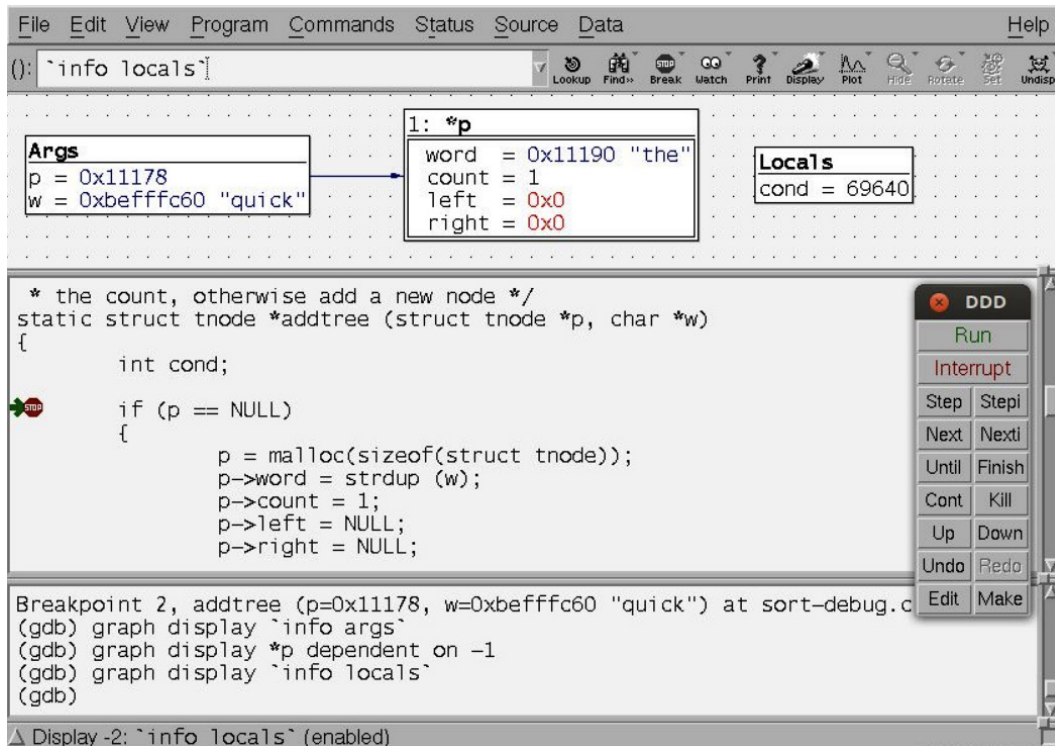 File Edit View Program Commands Status Source Data Help
(): `info locals`
Lookup Find» Break Watch Print Display Plot Hide Rotate Set Undisp
Args
p = 0x11178
w = 0xbefffc60 "quick"
1: *p
word = 0x11190 "the"
count = 1
left = 0x0
right = 0x0
Locals
cond = 69640
* the count, otherwise add a new node */
static struct tnode *addtree (struct tnode *p, char *w)
{
int cond;
STOP
if (p == NULL)
{
p = malloc(sizeof(struct tnode));
p->word = strdup (w);
p->count = 1;
p->left = NULL;
p->right = NULL;
DDD
Run
Interrupt
Step Stepi
Next Nexti
Until Finish
Cont Kill
Up Down
Undo Redo
Edit Make
Breakpoint 2, addtree (p=0x11178, w=0xbefffc60 "quick") at sort-debug.c
(gdb) graph display `info args`
(gdb) graph display *p dependent on -1
(gdb) graph display `info locals`
(gdb)
△ Display -2: `info locals` (enabled)